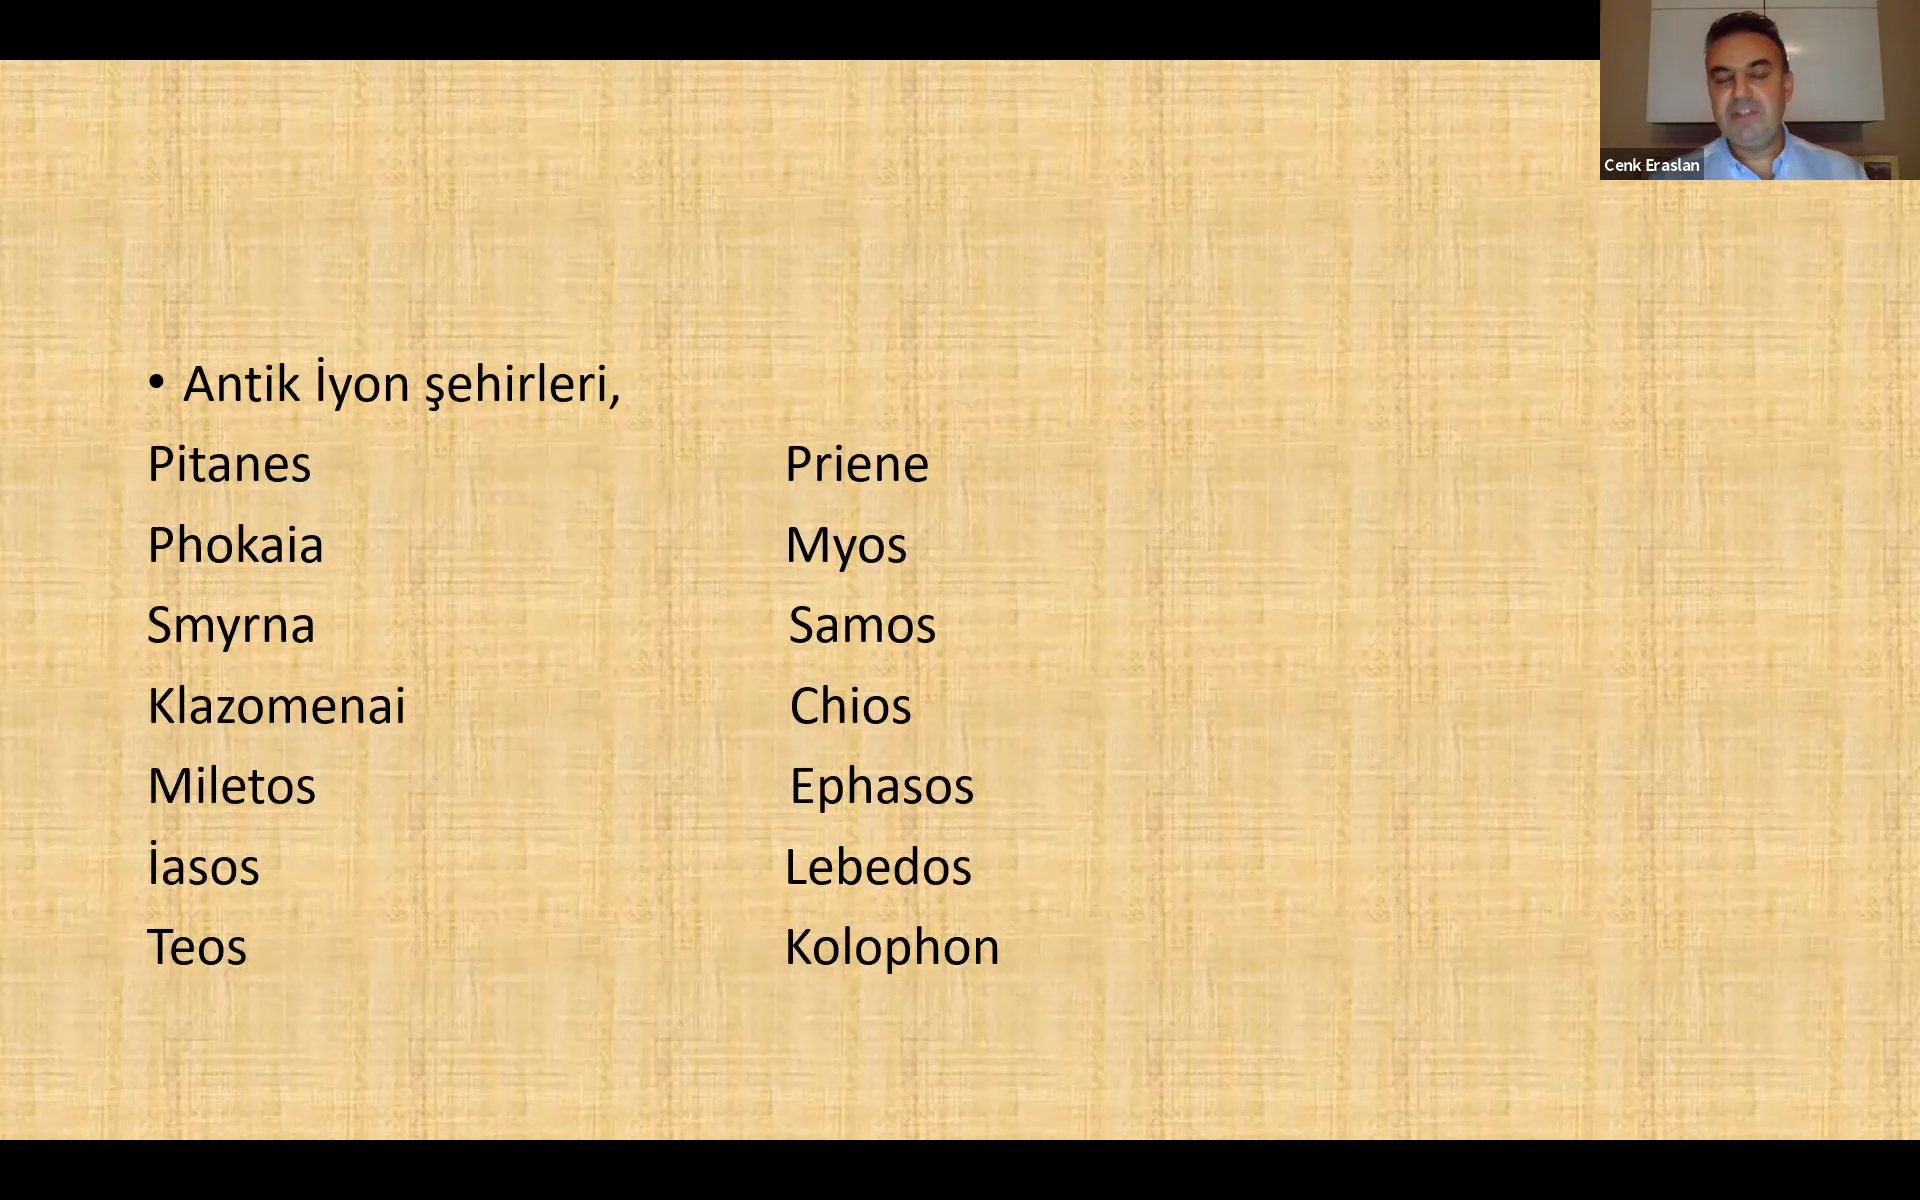 Cenk Eraslan
• Antik İyon şehirleri,
Pitanes Priene
Phokaia Myos
Smyrna Samos
Klazomenai Chios
Miletos Ephasos
İasos Lebedos
Teos Kolophon